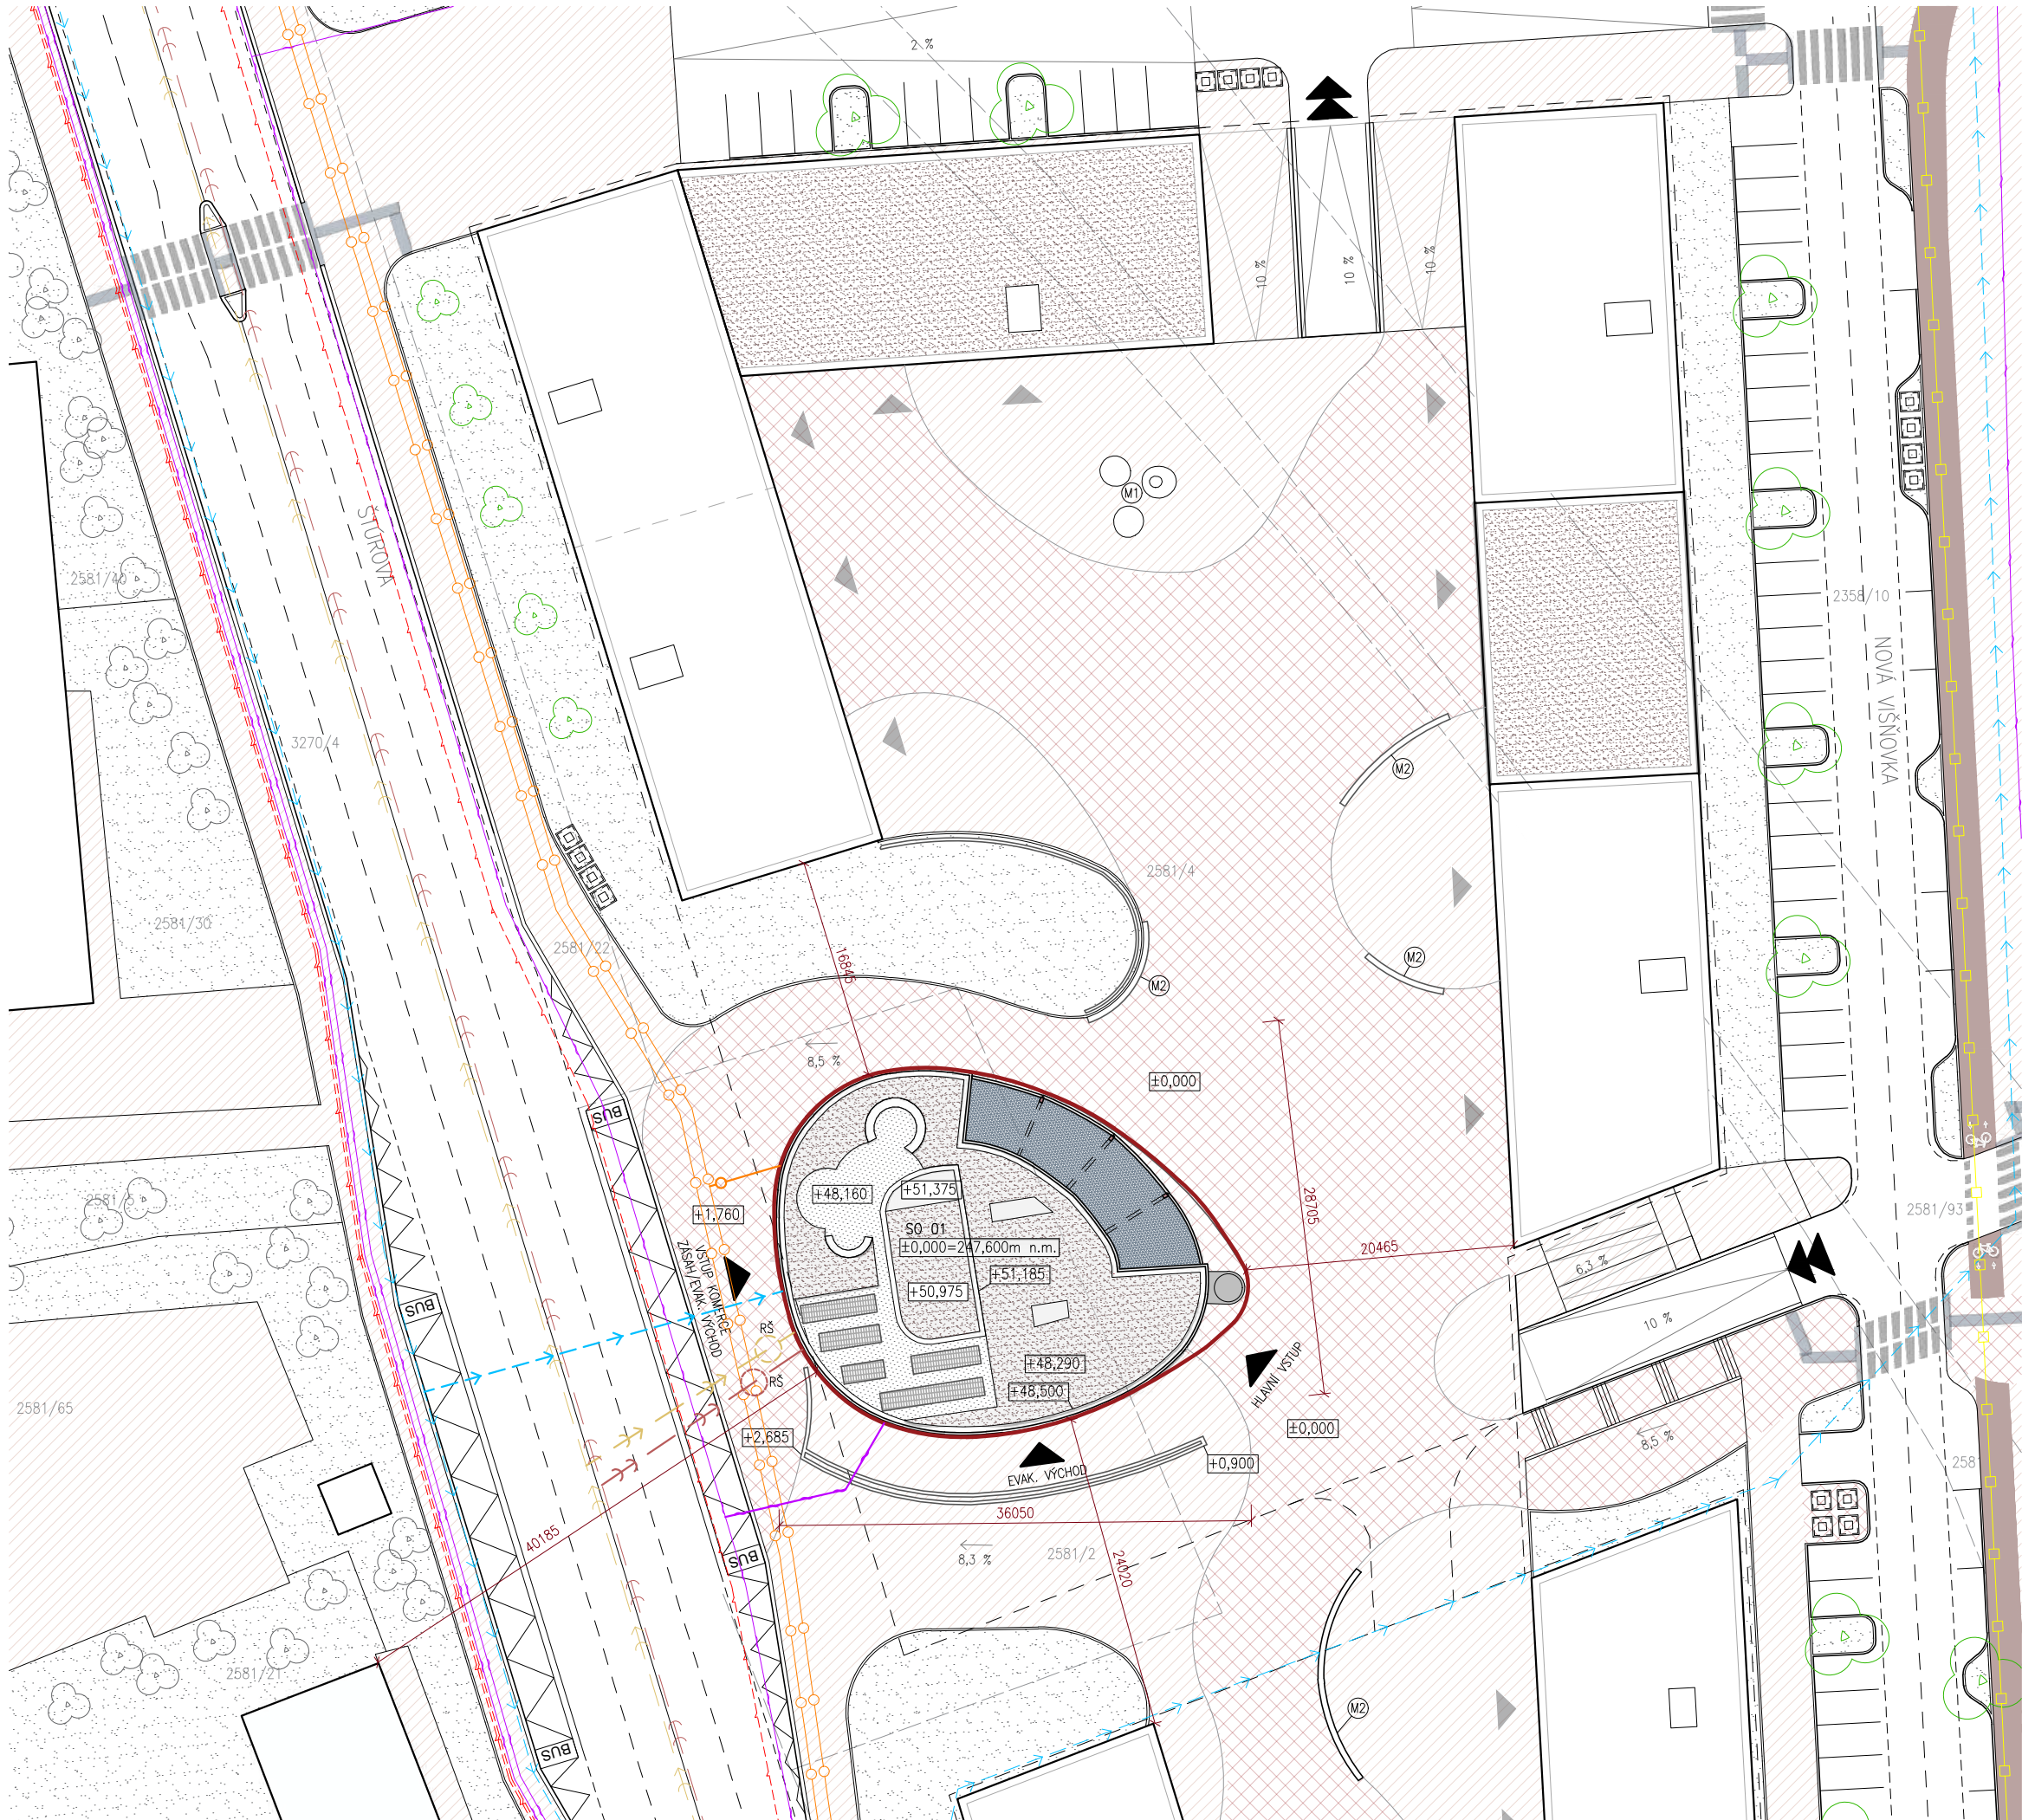 2 %
10 %
10 %
10 %
M1
ŠTÚROVA
2581/40
2358/10
NOVÁ VIŠŇOVKA
3270/4
M2
2581/4
2581/30
2581/22
16845
M2
M2
8,5 %
±0,000
BUS
+48,160
+51,375
+1,760
28705
2581/93
SO 01
±0,000=247,600m n.m.
20465
6,3 %
+51,185
+50,975
VSTUP KOMERCE
ZÁSAH/EVAK. VÝCHOD
BUS
RŠ
10 %
+48,290
RŠ
+48,500
HLAVNÍ VSTUP
2581/65
±0,000
+2,685
8,5 %
+0,900
EVAK. VÝCHOD
36050
40185
BUS
8,3 %
2581/2
24020
2581/21
M2
BUS